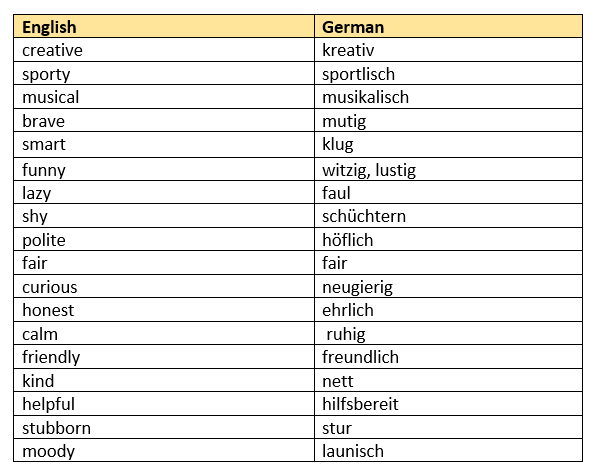 English German
creative kreativ
sporty sportlisch
musical musikalisch
brave mutig
smart klug
funny witzig, lustig
lazy faul
shy schüchtern
polite höflich
fair fair
curious neugierig
honest ehrlich
calm ruhig
friendly freundlich
kind nett
helpful hilfsbereit
stubborn stur
moody launisch